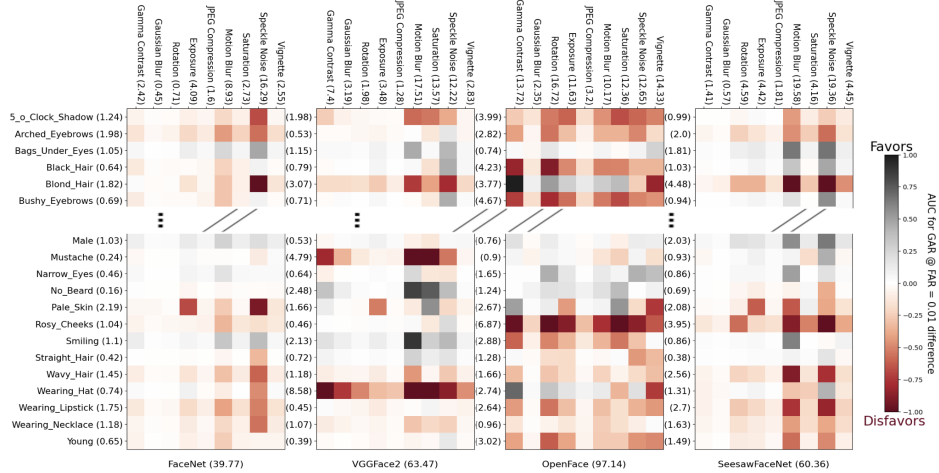 Gamma Contrast (2.42)
Gaussian Blur (0.45)
Rotation (0.71)
Exposure (4.09)
JPEG Compression (1.6)
Motion Blur (8.93)
Saturation (2.73)
Speckle Noise (16.29)
Vignette (2.55)
Gamma Contrast (7.4)
Gaussian Blur (3.19)
Rotation (1.98)
Exposure (3.48)
JPEG Compression (1.28)
Motion Blur (17.51)
Saturation (13.57)
Speckle Noise (12.22)
Vignette (2.83)
Gamma Contrast (13.72)
Gaussian Blur (2.35)
Rotation (16.72)
Exposure (11.63)
JPEG Compression (3.2)
Motion Blur (10.17)
Saturation (12.36)
Speckle Noise (12.65)
Vignette (14.33)
Gamma Contrast (1.41)
Gaussian Blur (0.57)
Rotation (4.59)
Exposure (4.42)
JPEG Compression (1.81)
Motion Blur (19.58)
Saturation (4.16)
Speckle Noise (19.36)
Vignette (4.45)
5_o_Clock_Shadow (1.24) (1.98) (3.99) (0.99)
Arched_Eyebrows (1.98) (0.53) (2.82) (2.0)
Bags_Under_Eyes (1.05) (1.15) (0.74) (1.81)
Black_Hair (0.64) (0.79) (4.23) (1.03)
Blond_Hair (1.82) (3.07) (3.77) (4.48)
Bushy_Eyebrows (0.69) (0.71) (4.67) (0.94)
Male (1.03) (0.53) (0.76) (2.03)
Mustache (0.24) (4.79) (0.9) (0.93)
Narrow_Eyes (0.46) (0.64) (1.65) (0.86)
No_Beard (0.16) (2.48) (1.24) (0.69)
Pale_Skin (2.19) (1.66) (2.67) (2.08)
Rosy_Cheeks (1.04) (0.46) (6.87) (3.95)
Smiling (1.1) (2.13) (2.88) (0.86)
Straight_Hair (0.42) (0.72) (1.28) (0.38)
Wavy_Hair (1.45) (1.18) (1.66) (2.56)
Wearing_Hat (0.74) (8.58) (2.74) (1.31)
Wearing_Lipstick (1.75) (0.45) (2.64) (2.7)
Wearing_Necklace (1.18) (1.07) (0.96) (1.63)
Young (0.65) (0.39) (3.02) (1.49)
FaceNet (39.77) VGGFace2 (63.47) OpenFace (97.14) SeesawFaceNet (60.36)
Favors
1.00
0.75
0.50
0.25
0.00
−0.25
−0.50
−0.75
−1.00
Disfavors
AUC for GAR @ FAR = 0.01 difference